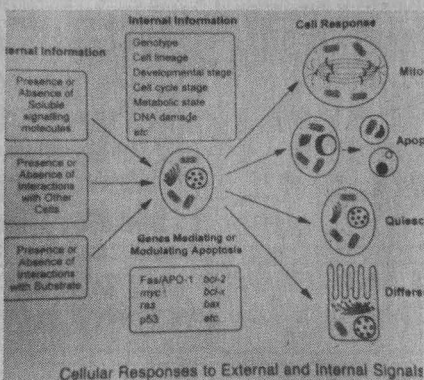 ternal Information
Presence or
Absence of
Soluble
signalling
molecules
Presence or
Absence of
Interactions
with Other
Cells
Presence or
Absence of
Interactions
with Substrate
Internal Information
Genotype
Cell lineage
Developmental stage
Cell cycle stage
Metabolic state
DNA damage
etc
Genes Mediating or
Modulating Apoptosis
Fas/APO-1 bcl-2
myc bcl-x
ras bax
p53 etc.
Cell Response
Mito
Apop
Quiesc
Differe
Cellular Responses to External and Internal Signals